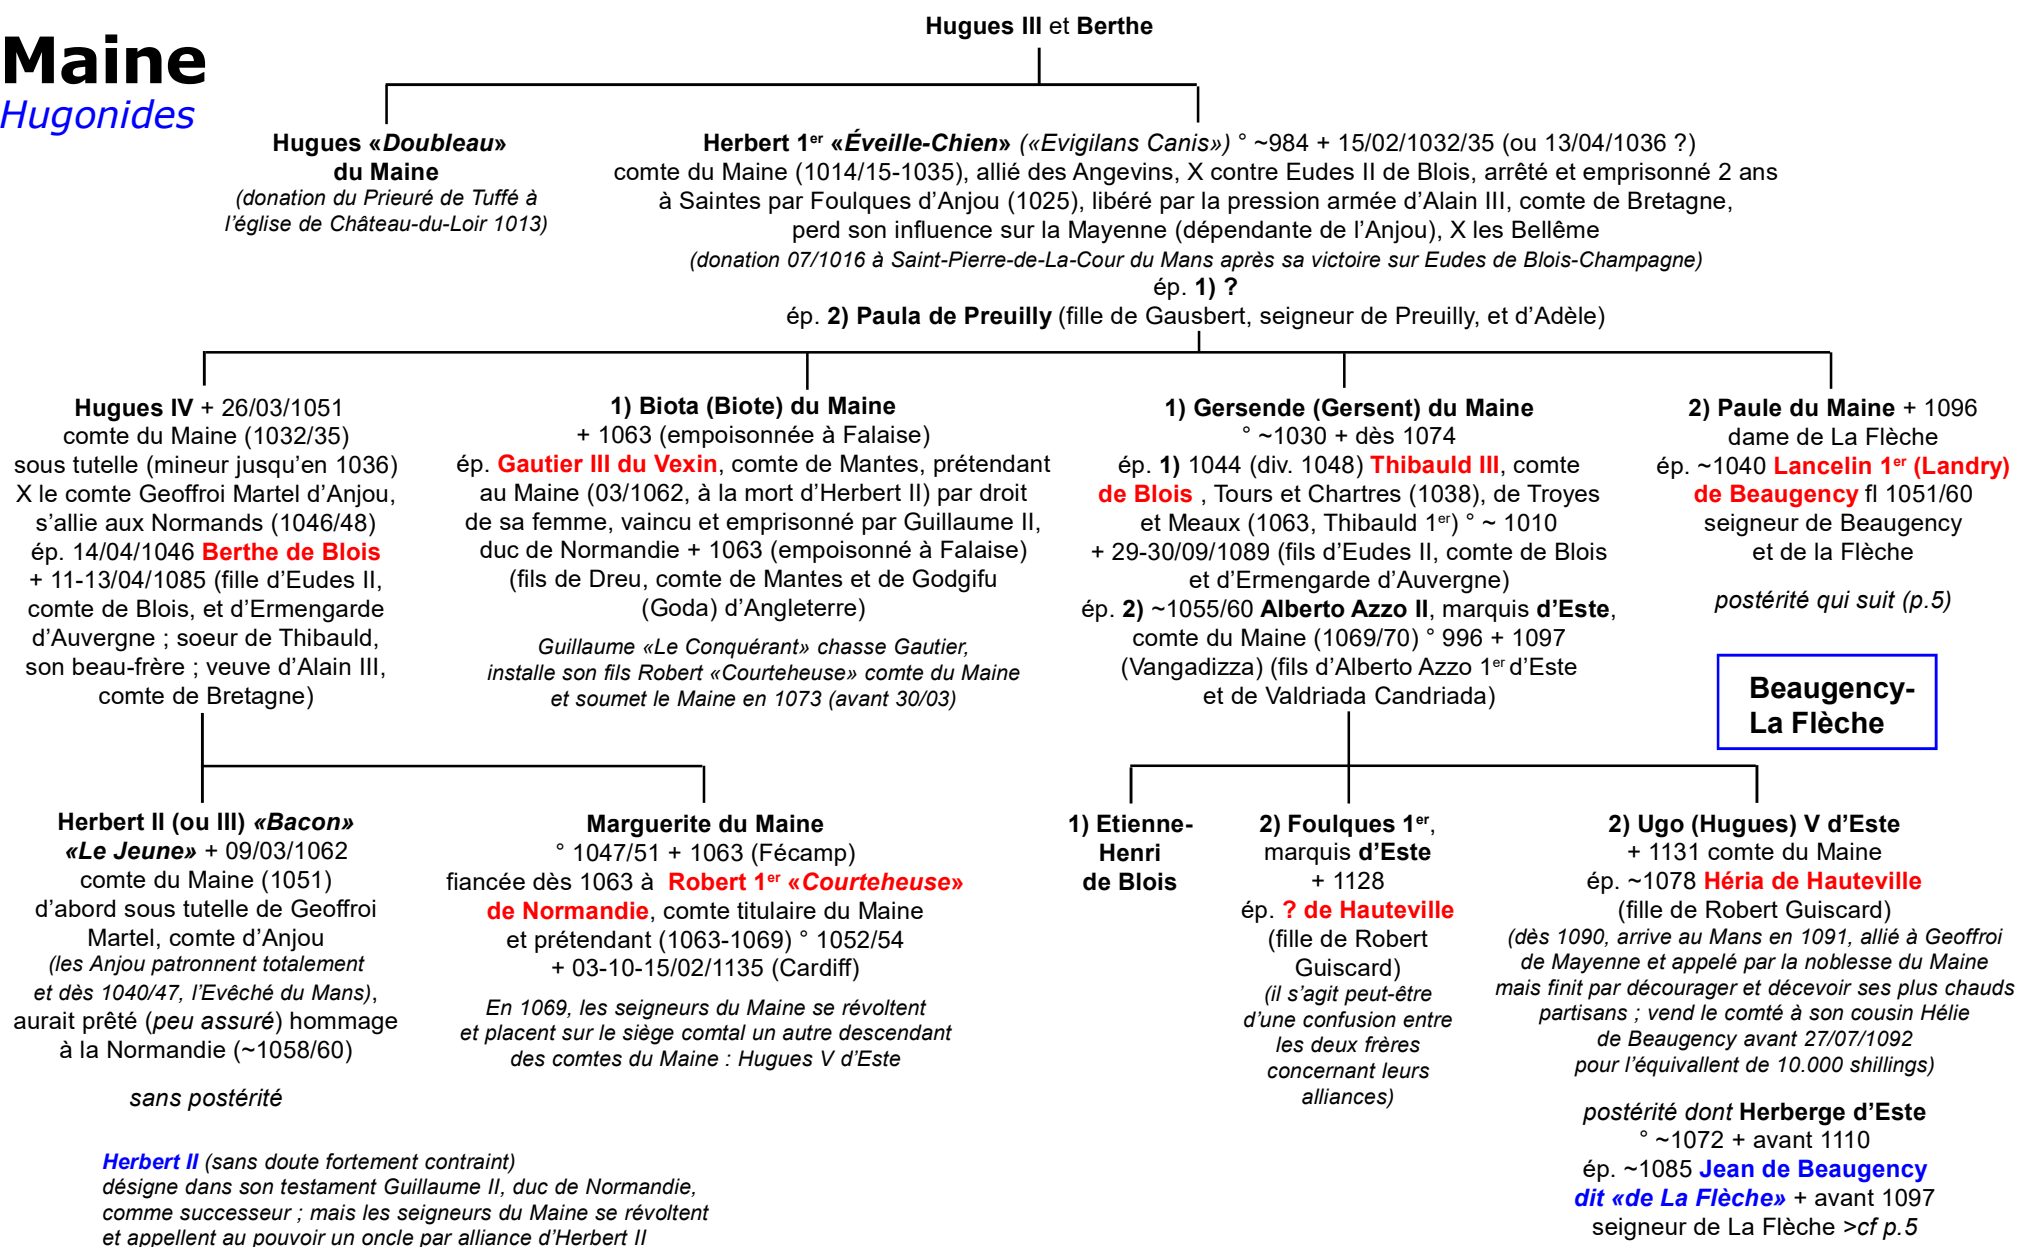 Maine
Hugonides
Hugues III et Berthe
Hugues «Doubleau»
du Maine
(donation du Prieuré de Tuffé à
l'église de Château-du-Loir 1013)
Herbert 1er «Éveille-Chien» («Evigilans Canis») ° ~984 + 15/02/1032/35 (ou 13/04/1036 ?)
comte du Maine (1014/15-1035), allié des Angevins, X contre Eudes II de Blois, arrêté et emprisonné 2 ans
à Saintes par Foulques d'Anjou (1025), libéré par la pression armée d'Alain III, comte de Bretagne,
perd son influence sur la Mayenne (dépendante de l'Anjou), X les Bellême
(donation 07/1016 à Saint-Pierre-de-La-Cour du Mans après sa victoire sur Eudes de Blois-Champagne)
ép. 1) ?
ép. 2) Paula de Preuilly (fille de Gausbert, seigneur de Preuilly, et d'Adèle)
Hugues IV + 26/03/1051
comte du Maine (1032/35)
sous tutelle (mineur jusqu'en 1036)
X le comte Geoffroi Martel d'Anjou,
s'allie aux Normands (1046/48)
ép. 14/04/1046 Berthe de Blois
+ 11-13/04/1085 (fille d'Eudes II,
comte de Blois, et d'Ermengarde
d'Auvergne ; soeur de Thibauld,
son beau-frère ; veuve d'Alain III,
comte de Bretagne)
1) Biota (Biote) du Maine
+ 1063 (empoisonnée à Falaise)
ép. Gautier III du Vexin, comte de Mantes, prétendant
au Maine (03/1062, à la mort d'Herbert II) par droit
de sa femme, vaincu et emprisonné par Guillaume II,
duc de Normandie + 1063 (empoisonné à Falaise)
(fils de Dreu, comte de Mantes et de Godgifu
(Goda) d'Angleterre)
Guillaume «Le Conquérant» chasse Gautier,
installe son fils Robert «Courteheuse» comte du Maine
et soumet le Maine en 1073 (avant 30/03)
1) Gersende (Gersent) du Maine
° ~1030 + dès 1074
ép. 1) 1044 (div. 1048) Thibauld III, comte
de Blois , Tours et Chartres (1038), de Troyes
et Meaux (1063, Thibauld 1er) ° ~ 1010
+ 29-30/09/1089 (fils d'Eudes II, comte de Blois
et d'Ermengarde d'Auvergne)
ép. 2) ~1055/60 Alberto Azzo II, marquis d'Este,
comte du Maine (1069/70) ° 996 + 1097
(Vangadizza) (fils d'Alberto Azzo 1er d'Este
et de Valdriada Candriada)
2) Paule du Maine + 1096
dame de La Flèche
ép. ~1040 Lancelin 1er (Landry)
de Beaugency fl 1051/60
seigneur de Beaugency
et de la Flèche
postérité qui suit (p.5)
Beaugency-
La Flèche
Herbert II (ou III) «Bacon»
«Le Jeune» + 09/03/1062
comte du Maine (1051)
d'abord sous tutelle de Geoffroi
Martel, comte d'Anjou
(les Anjou patronnent totalement
et dès 1040/47, l'Evêché du Mans),
aurait prêté (peu assuré) hommage
à la Normandie (~1058/60)
sans postérité
Marguerite du Maine
° 1047/51 + 1063 (Fécamp)
fiancée dès 1063 à Robert 1er «Courteheuse»
de Normandie, comte titulaire du Maine
et prétendant (1063-1069) ° 1052/54
+ 03-10-15/02/1135 (Cardiff)
En 1069, les seigneurs du Maine se révoltent
et placent sur le siège comtal un autre descendant
des comtes du Maine : Hugues V d'Este
1) Etienne-
Henri
de Blois
2) Foulques 1er,
marquis d'Este
+ 1128
ép. ? de Hauteville
(fille de Robert
Guiscard)
(il s'agit peut-être
d'une confusion entre
les deux frères
concernant leurs
alliances)
2) Ugo (Hugues) V d'Este
+ 1131 comte du Maine
ép. ~1078 Héria de Hauteville
(fille de Robert Guiscard)
(dès 1090, arrive au Mans en 1091, allié à Geoffroi
de Mayenne et appelé par la noblesse du Maine
mais finit par décourager et décevoir ses plus chauds
partisans ; vend le comté à son cousin Hélie
de Beaugency avant 27/07/1092
pour l'équivallent de 10.000 shillings)
postérité dont Herberge d'Este
° ~1072 + avant 1110
ép. ~1085 Jean de Beaugency
dit «de La Flèche» + avant 1097
seigneur de La Flèche >cf p.5
Herbert II (sans doute fortement contraint)
désigne dans son testament Guillaume II, duc de Normandie,
comme successeur ; mais les seigneurs du Maine se révoltent
et appellent au pouvoir un oncle par alliance d'Herbert II